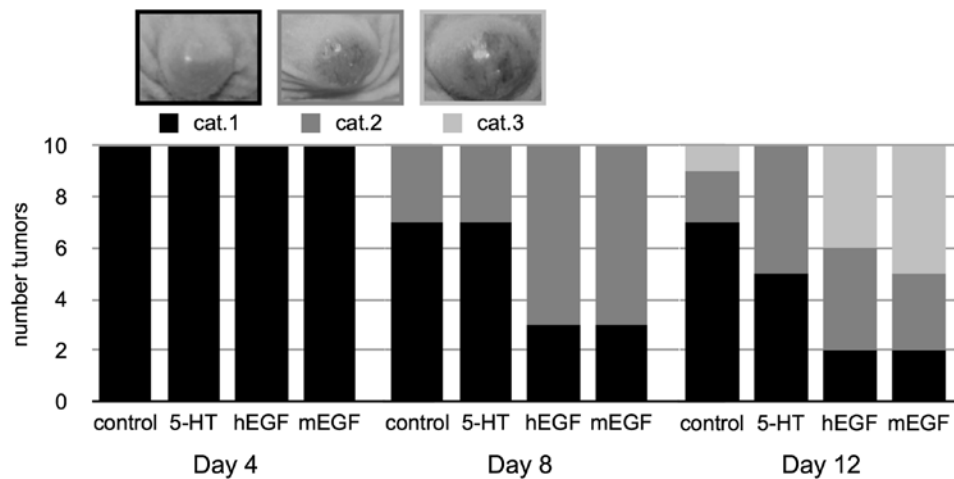 cat.1 cat.2 cat.3
number tumors
10
8
6
4
2
0
control 5-HT hEGF mEGF control 5-HT hEGF mEGF control 5-HT hEGF mEGF
Day 4 Day 8 Day 12